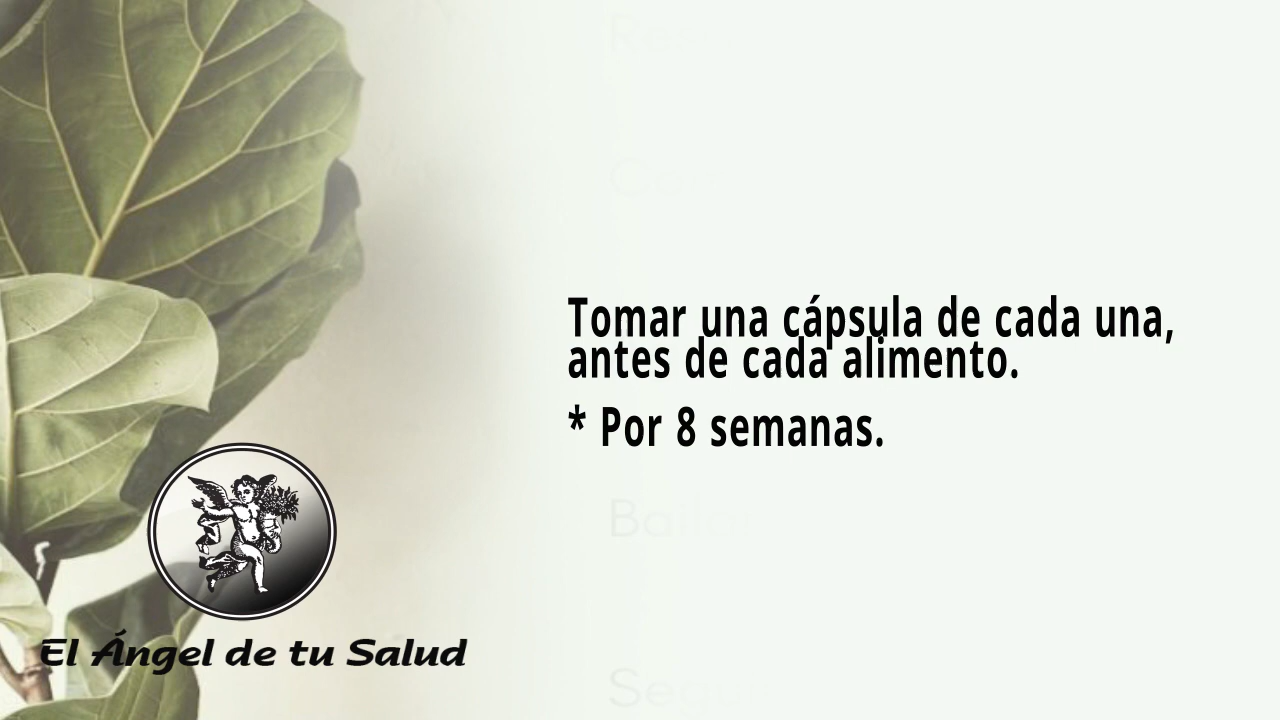 Tomar una cápsula de cada una,
antes de cada alimento.
* Por 8 semanas.
El Ángel de tu Salud